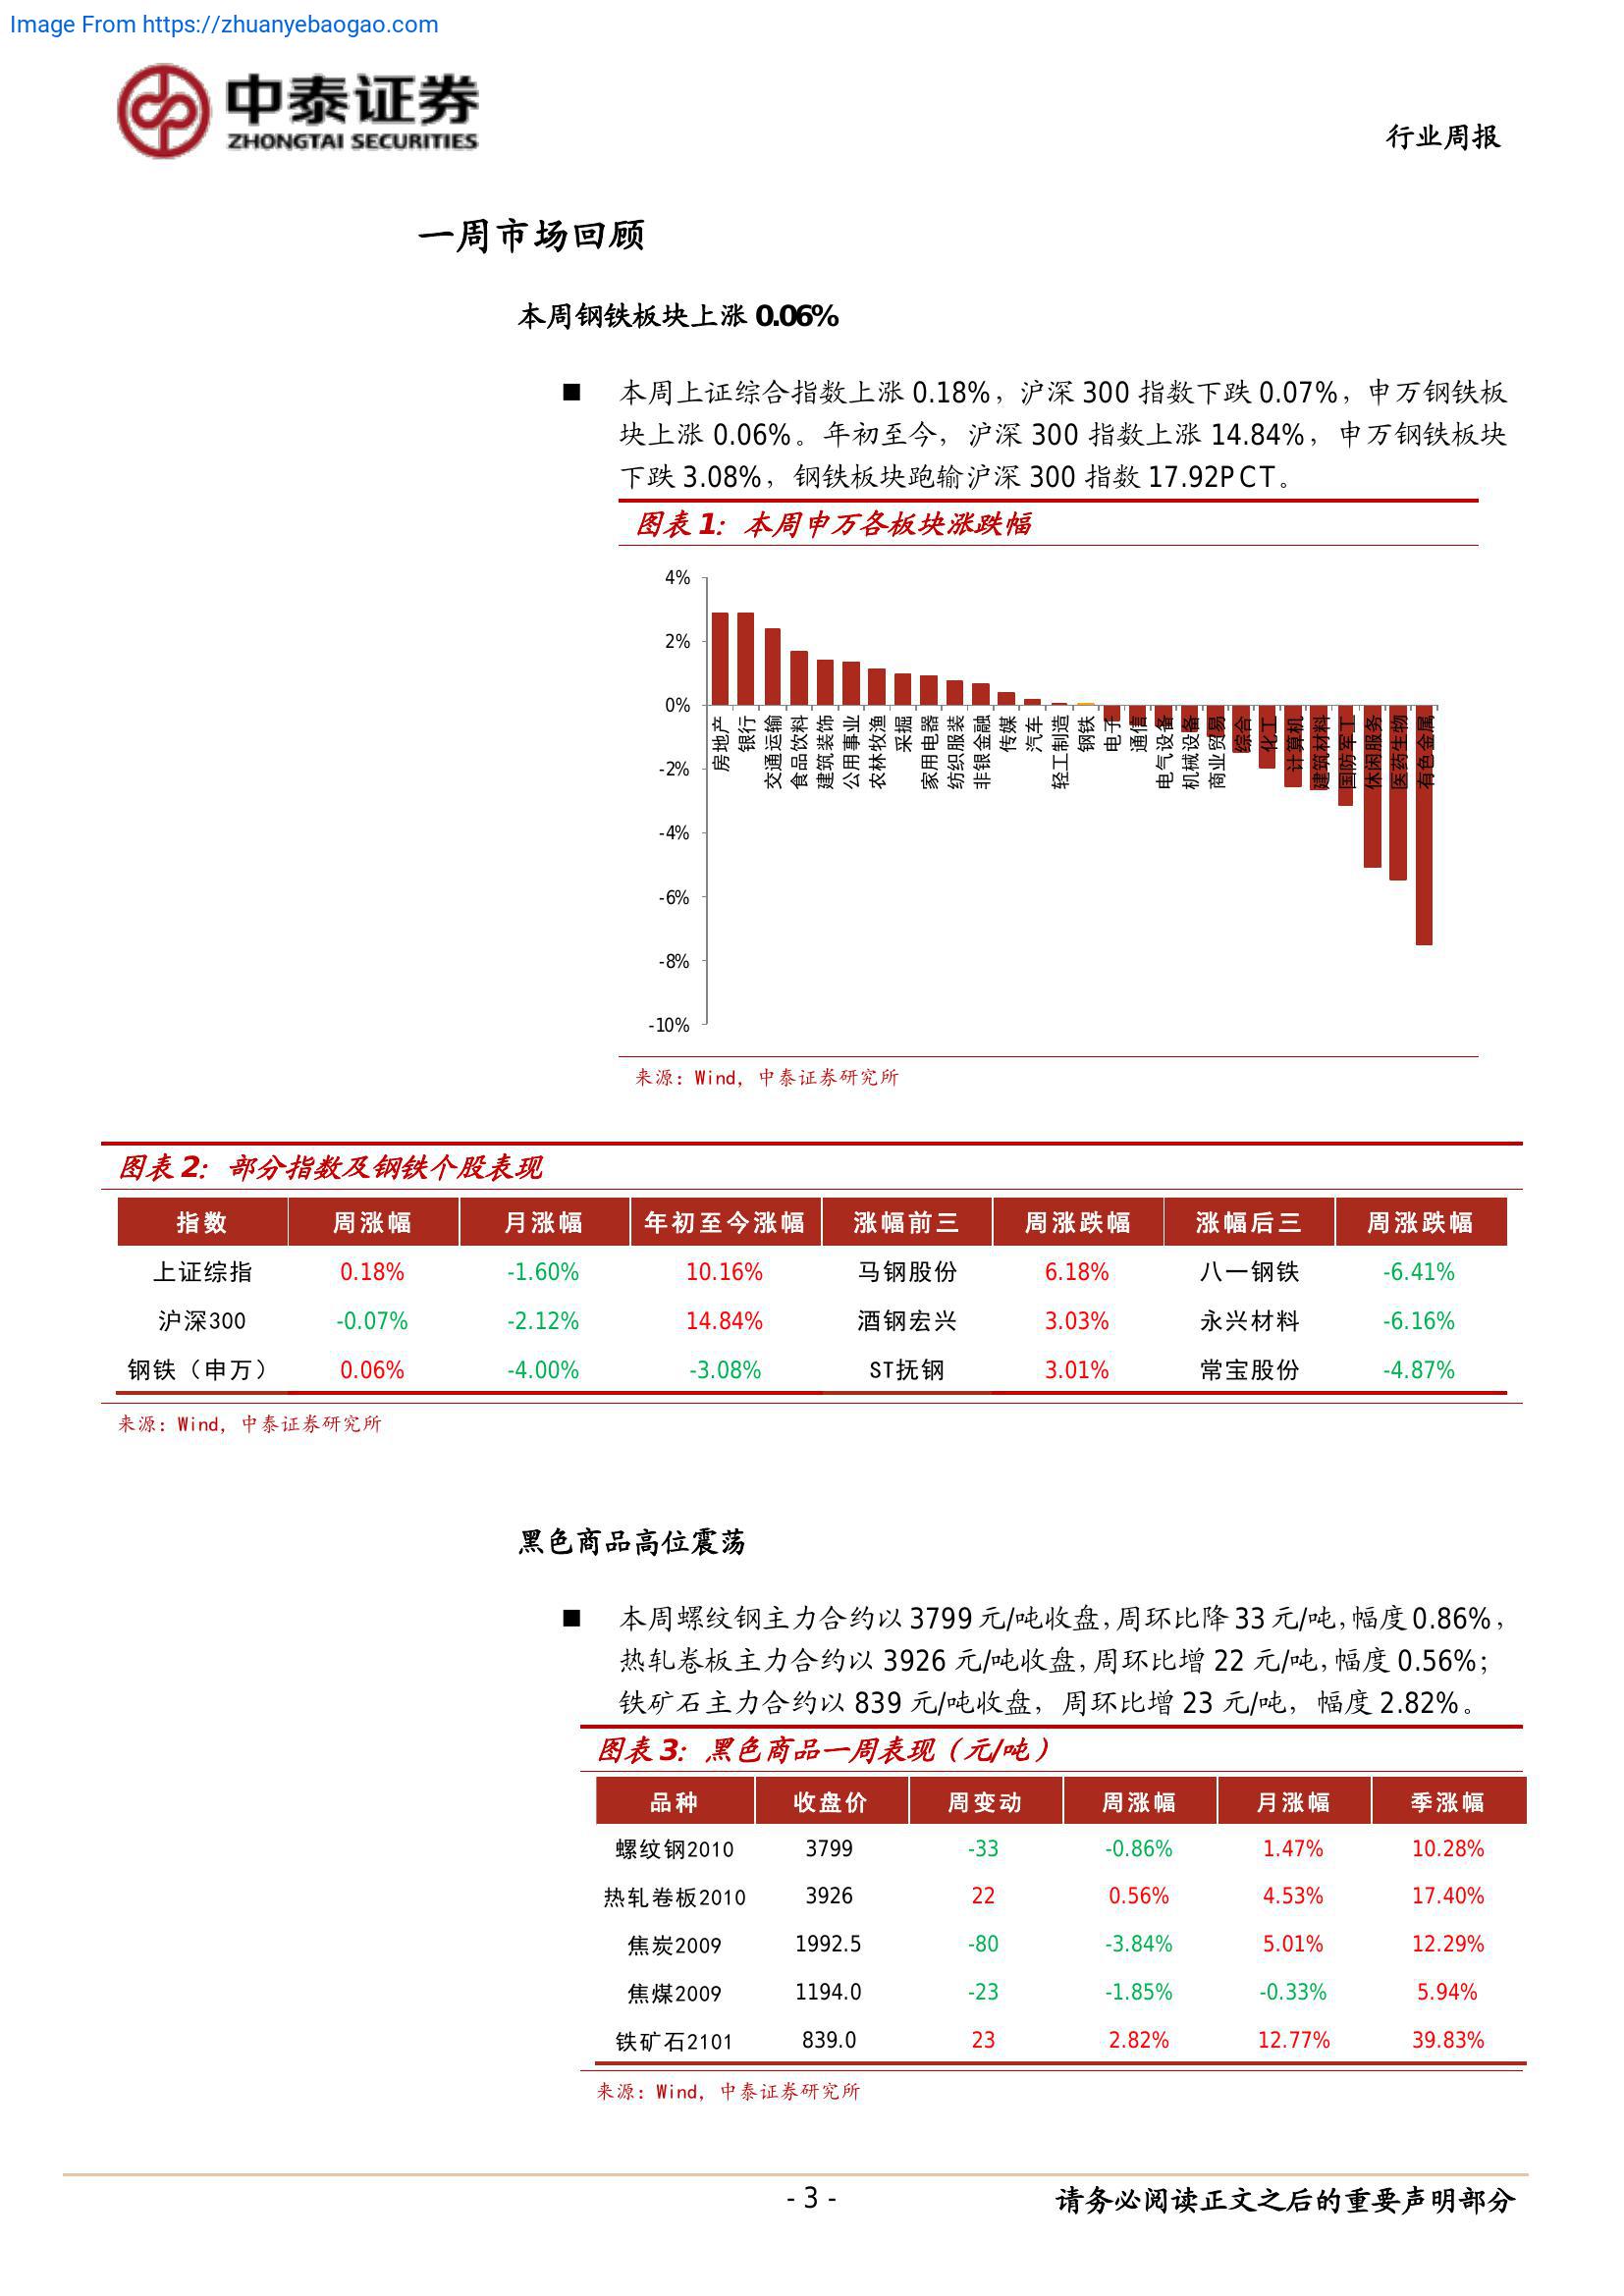 Image From https://zhuanyebaogao.com
中泰证券
ZHONGTAI SECURITIES
行业周报
一周市场回顾
本周钢铁板块上涨 0.06%
■ 本周上证综合指数上涨 0.18%，沪深 300 指数下跌 0.07%，申万钢铁板
块上涨 0.06%。年初至今，沪深 300 指数上涨 14.84%，申万钢铁板块
下跌 3.08%，钢铁板块跑输沪深 300 指数 17.92PCT。
图表 1：本周申万各板块涨跌幅
4%
2%
0%
-2%
-4%
-6%
-8%
-10%
房地产
银行
交通运输
食品饮料
建筑装饰
公用事业
农林牧渔
采掘
家用电器
纺织服装
非银金融
传媒
汽车
轻工制造
钢铁
电子
通信
电气设备
机械设备
商业贸易
综合
化工
计算机
建筑材料
国防军工
休闲服务
医药生物
有色金属
来源：Wind，中泰证券研究所
图表 2：部分指数及钢铁个股表现
指数 周涨幅 月涨幅 年初至今涨幅 涨幅前三 周涨跌幅 涨幅后三 周涨跌幅
上证综指 0.18% -1.60% 10.16% 马钢股份 6.18% 八一钢铁 -6.41%
沪深300 -0.07% -2.12% 14.84% 酒钢宏兴 3.03% 永兴材料 -6.16%
钢铁（申万） 0.06% -4.00% -3.08% ST抚钢 3.01% 常宝股份 -4.87%
来源：Wind，中泰证券研究所
黑色商品高位震荡
■ 本周螺纹钢主力合约以 3799 元/吨收盘，周环比降 33 元/吨，幅度 0.86%，
热轧卷板主力合约以 3926 元/吨收盘，周环比增 22 元/吨，幅度 0.56%；
铁矿石主力合约以 839 元/吨收盘，周环比增 23 元/吨，幅度 2.82%。
图表 3：黑色商品一周表现（元/吨）
品种 收盘价 周变动 周涨幅 月涨幅 季涨幅
螺纹钢2010 3799 -33 -0.86% 1.47% 10.28%
热轧卷板2010 3926 22 0.56% 4.53% 17.40%
焦炭2009 1992.5 -80 -3.84% 5.01% 12.29%
焦煤2009 1194.0 -23 -1.85% -0.33% 5.94%
铁矿石2101 839.0 23 2.82% 12.77% 39.83%
来源：Wind，中泰证券研究所
- 3 -
请务必阅读正文之后的重要声明部分